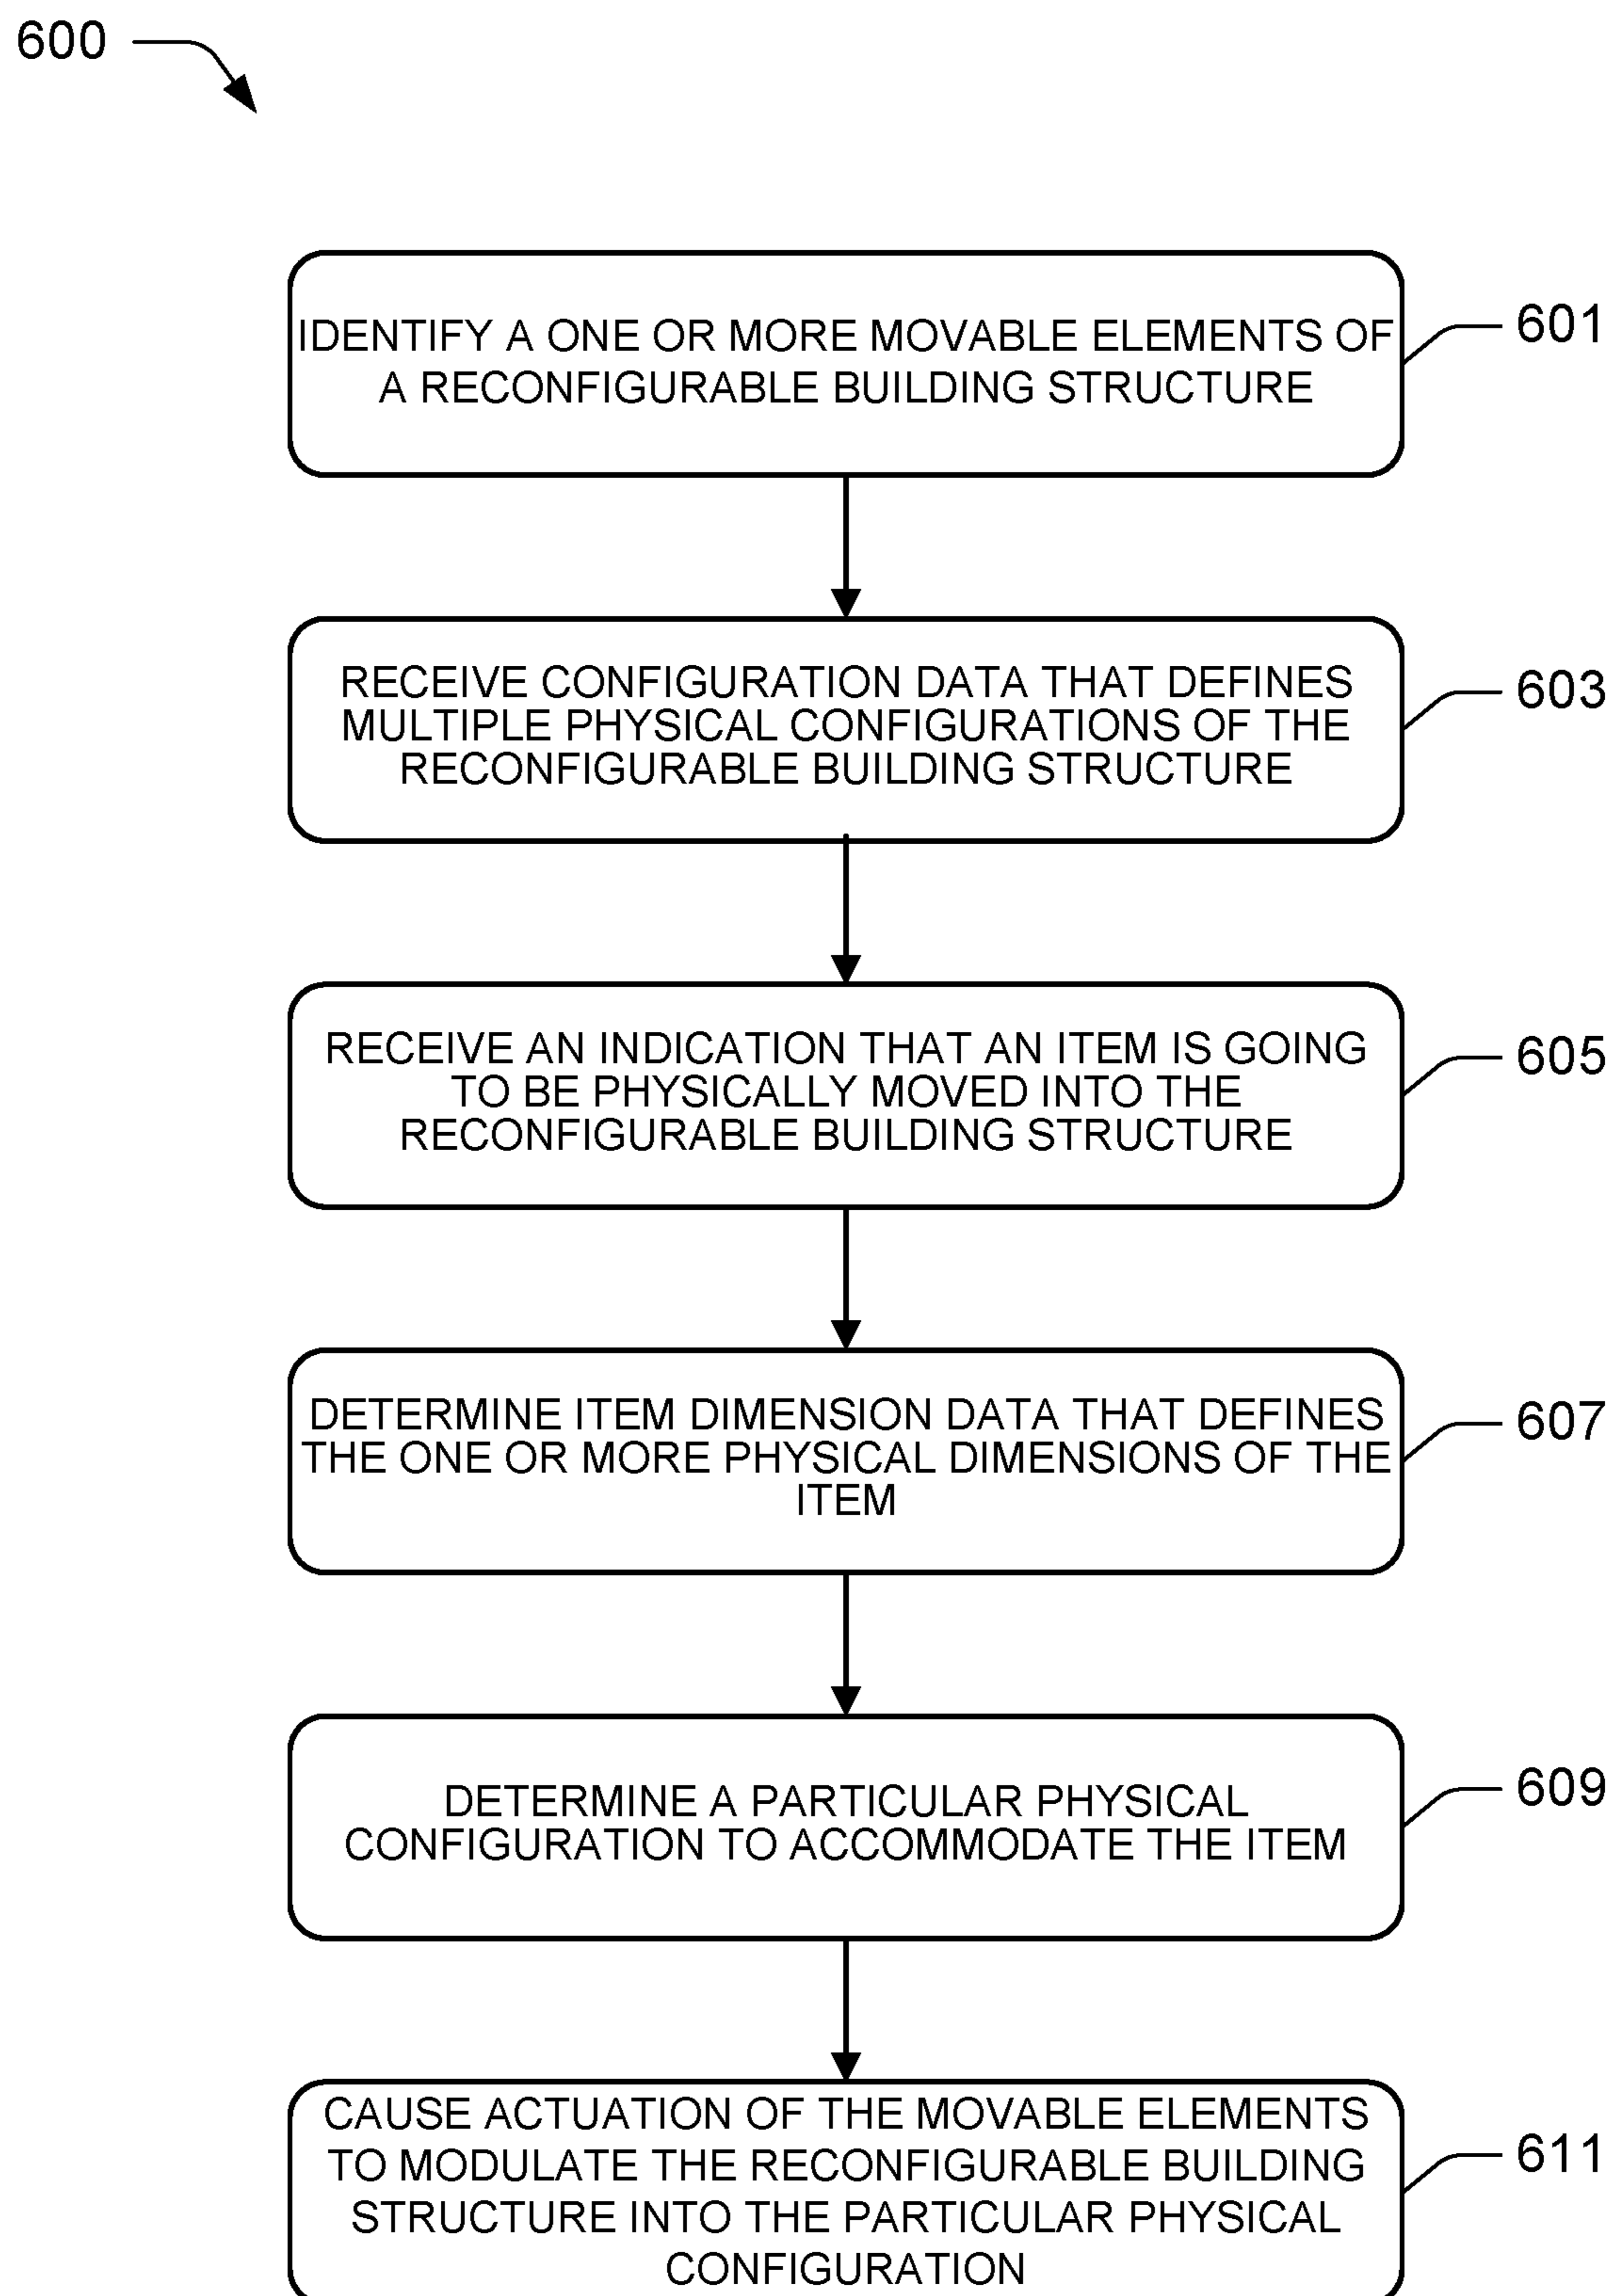 600
IDENTIFY A ONE OR MORE MOVABLE ELEMENTS OF
A RECONFIGURABLE BUILDING STRUCTURE
601
RECEIVE CONFIGURATION DATA THAT DEFINES
MULTIPLE PHYSICAL CONFIGURATIONS OF THE
RECONFIGURABLE BUILDING STRUCTURE
603
RECEIVE AN INDICATION THAT AN ITEM IS GOING
TO BE PHYSICALLY MOVED INTO THE
RECONFIGURABLE BUILDING STRUCTURE
605
DETERMINE ITEM DIMENSION DATA THAT DEFINES
THE ONE OR MORE PHYSICAL DIMENSIONS OF THE
ITEM
607
DETERMINE A PARTICULAR PHYSICAL
CONFIGURATION TO ACCOMMODATE THE ITEM
609
CAUSE ACTUATION OF THE MOVABLE ELEMENTS
TO MODULATE THE RECONFIGURABLE BUILDING
STRUCTURE INTO THE PARTICULAR PHYSICAL
CONFIGURATION
611